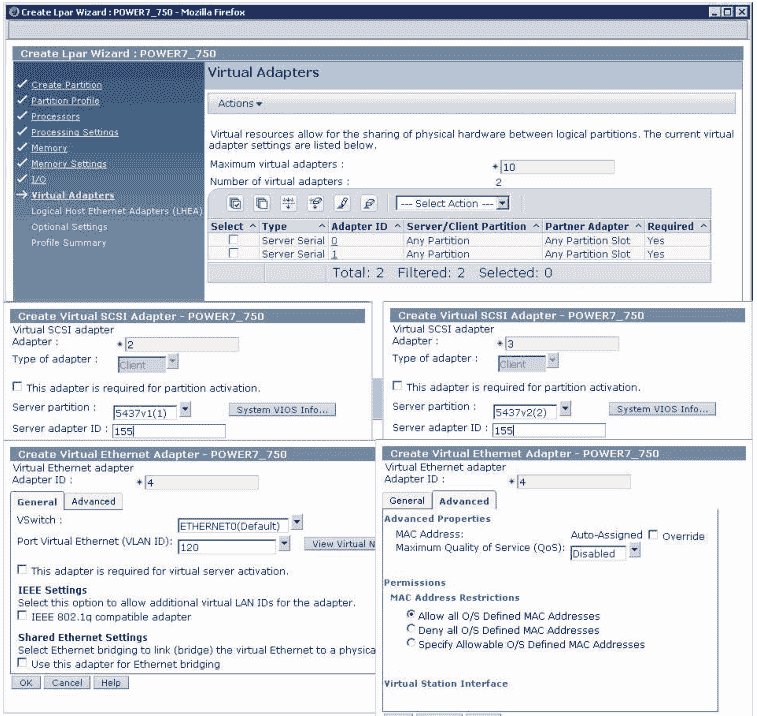 Create Lpar Wizard : POWER7_750 - Mozilla Firefox
Create Lpar Wizard : POWER7_750
Create Partition
Partition Profile
Processors
Processing Settings
Memory
Memory Settings
I/O
Virtual Adapters
Logical Host Ethernet Adapters (LHEA)
Optional Settings
Profile Summary
Virtual Adapters
Actions
Virtual resources allow for the sharing of physical hardware between logical partitions. The current virtual
adapter settings are listed below.
Maximum virtual adapters : * 10
Number of virtual adapters : 2
--- Select Action ---
Select ^ Type ^ Adapter ID ^ Server/Client Partition ^ Partner Adapter ^ Required ^
Server Serial 0 Any Partition Any Partition Slot Yes
Server Serial 1 Any Partition Any Partition Slot Yes
Total: 2 Filtered: 2 Selected: 0
Create Virtual SCSI Adapter - POWER7_750
Virtual SCSI adapter
Adapter : * 2
Type of adapter : Client
This adapter is required for partition activation.
Server partition : 5437v1(1) System VIOS Info...
Server adapter ID : 155
Create Virtual SCSI Adapter - POWER7_750
Virtual SCSI adapter
Adapter : * 3
Type of adapter : Client
This adapter is required for partition activation.
Server partition : 5437v2(2) System VIOS Info...
Server adapter ID : 155
Create Virtual Ethernet Adapter - POWER7_750
Virtual Ethernet adapter
Adapter ID : * 4
General Advanced
VSwitch : ETHERNET0(Default)
Port Virtual Ethernet (VLAN ID): 120 View Virtual N
This adapter is required for virtual server activation.
IEEE Settings
Select this option to allow additional virtual LAN IDs for the adapter.
IEEE 802.1q compatible adapter
Shared Ethernet Settings
Select Ethernet bridging to link (bridge) the virtual Ethernet to a physica
Use this adapter for Ethernet bridging
OK Cancel Help
Create Virtual Ethernet Adapter - POWER7_750
Virtual Ethernet adapter
Adapter ID : * 4
General Advanced
Advanced Properties
MAC Address: Auto-Assigned Override
Maximum Quality of Service (QoS): Disabled
Permissions
MAC Address Restrictions
Allow all O/S Defined MAC Addresses
Deny all O/S Defined MAC Addresses
Specify Allowable O/S Defined MAC Addresses
Virtual Station Interface